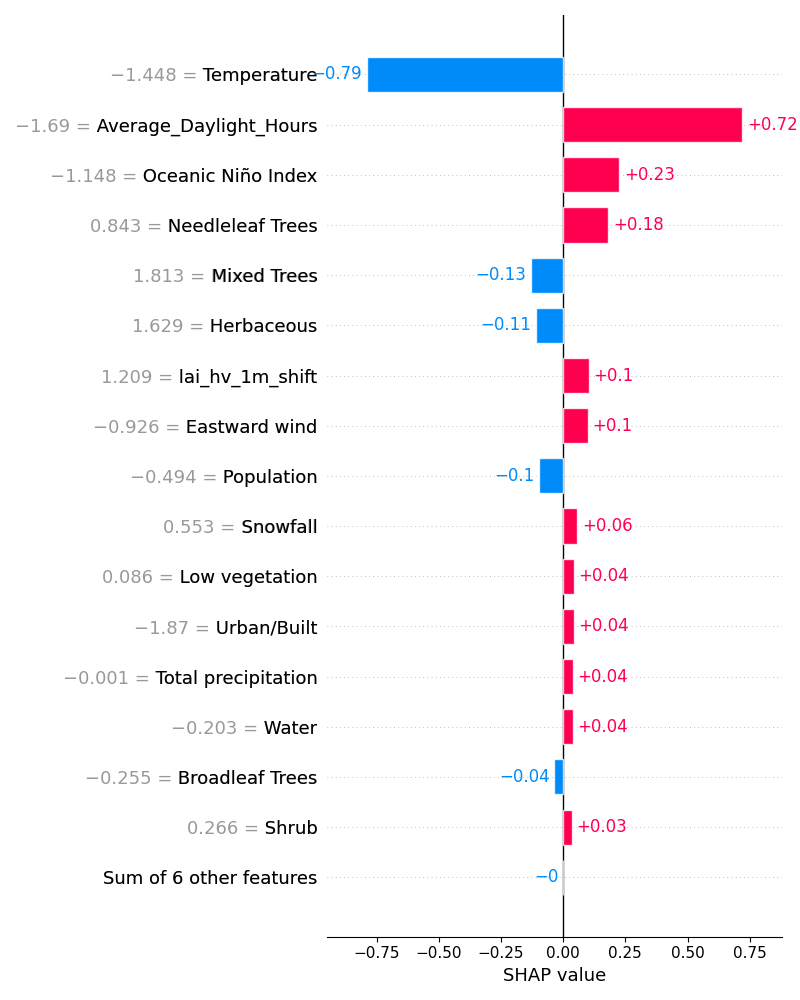 −1.448 = Temperature −0.79
−1.69 = Average_Daylight_Hours +0.72
−1.148 = Oceanic Niño Index +0.23
0.843 = Needleleaf Trees +0.18
1.813 = Mixed Trees −0.13
1.629 = Herbaceous −0.11
1.209 = lai_hv_1m_shift +0.1
−0.926 = Eastward wind +0.1
−0.494 = Population −0.1
0.553 = Snowfall +0.06
0.086 = Low vegetation +0.04
−1.87 = Urban/Built +0.04
−0.001 = Total precipitation +0.04
−0.203 = Water +0.04
−0.255 = Broadleaf Trees −0.04
0.266 = Shrub +0.03
Sum of 6 other features −0
−0.75 −0.50 −0.25 0.00 0.25 0.50 0.75
SHAP value